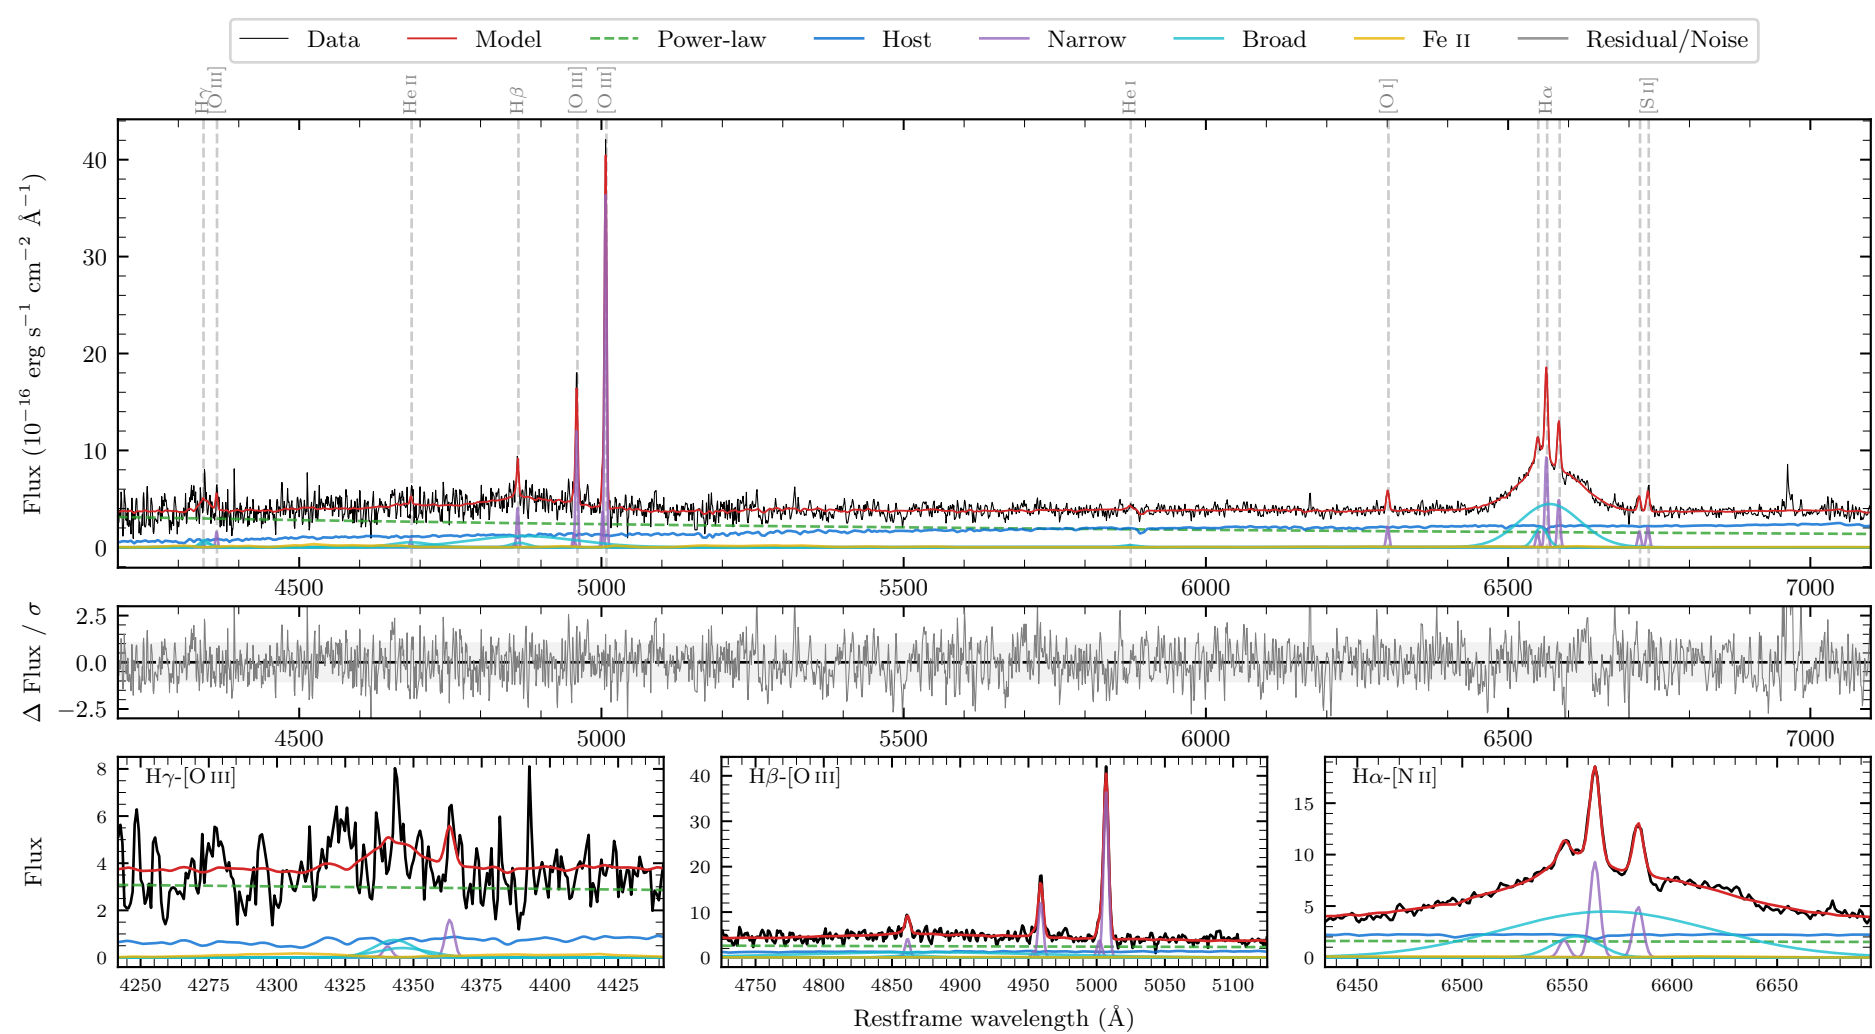 Data Model Power-law Host Narrow Broad Fe II Residual/Noise
Hγ [O III] He II Hβ [O III] [O III] He I [O I] Hα [S II]
Flux (10⁻¹⁶ erg s⁻¹ cm⁻² Å⁻¹)
40
30
20
10
0
4500 5000 5500 6000 6500 7000
Δ Flux / σ
2.5
0.0
−2.5
4500 5000 5500 6000 6500 7000
Flux
Hγ-[O III]
8
6
4
2
0
4250 4275 4300 4325 4350 4375 4400 4425
Hβ-[O III]
40
30
20
10
0
4750 4800 4850 4900 4950 5000 5050 5100
Hα-[N II]
15
10
5
0
6450 6500 6550 6600 6650
Restframe wavelength (Å)